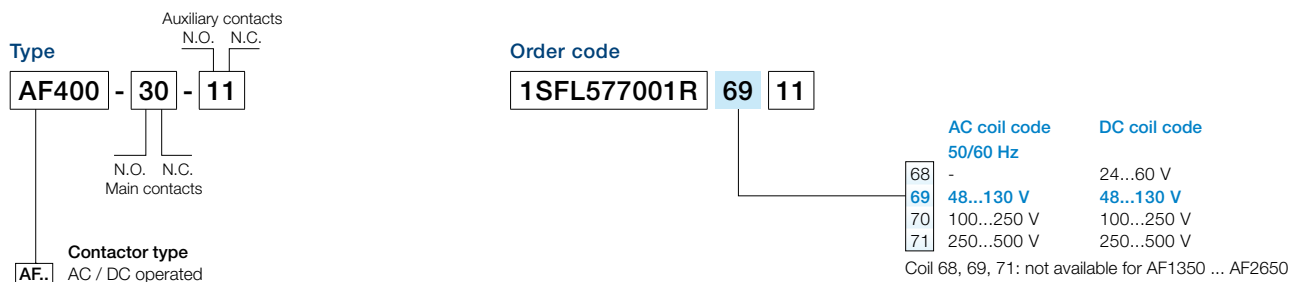 Auxiliary contacts
N.O. N.C.
Type
AF400 - 30 - 11
N.O. N.C.
Main contacts
Contactor type
AF.. AC / DC operated
Order code
1SFL577001R 69 11
AC coil code DC coil code
50/60 Hz
68 - 24...60 V
69 48...130 V 48...130 V
70 100...250 V 100...250 V
71 250...500 V 250...500 V
Coil 68, 69, 71: not available for AF1350 ... AF2650